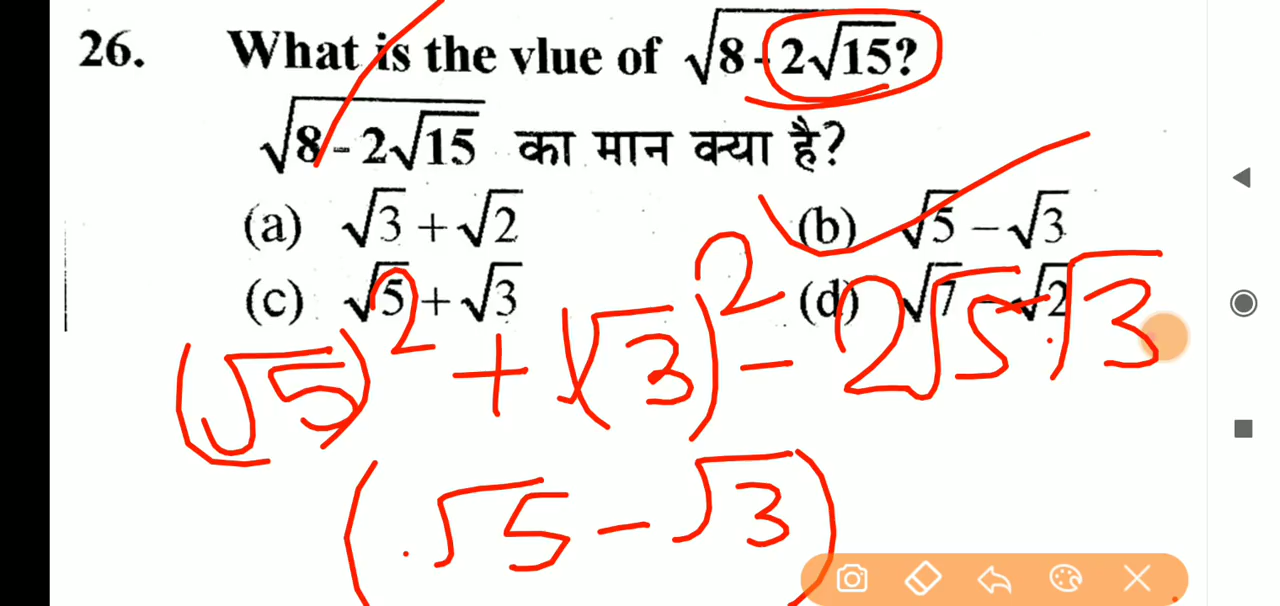 26. What is the vlue of √(8 - 2√15)?
√(8 - 2√15) का मान क्या है?
(a) √3 + √2 (b) √5 - √3
(c) √5 + √3 (d) √7 - √2
(√5)² + (√3)² - 2√5.√3
(√5 - √3)